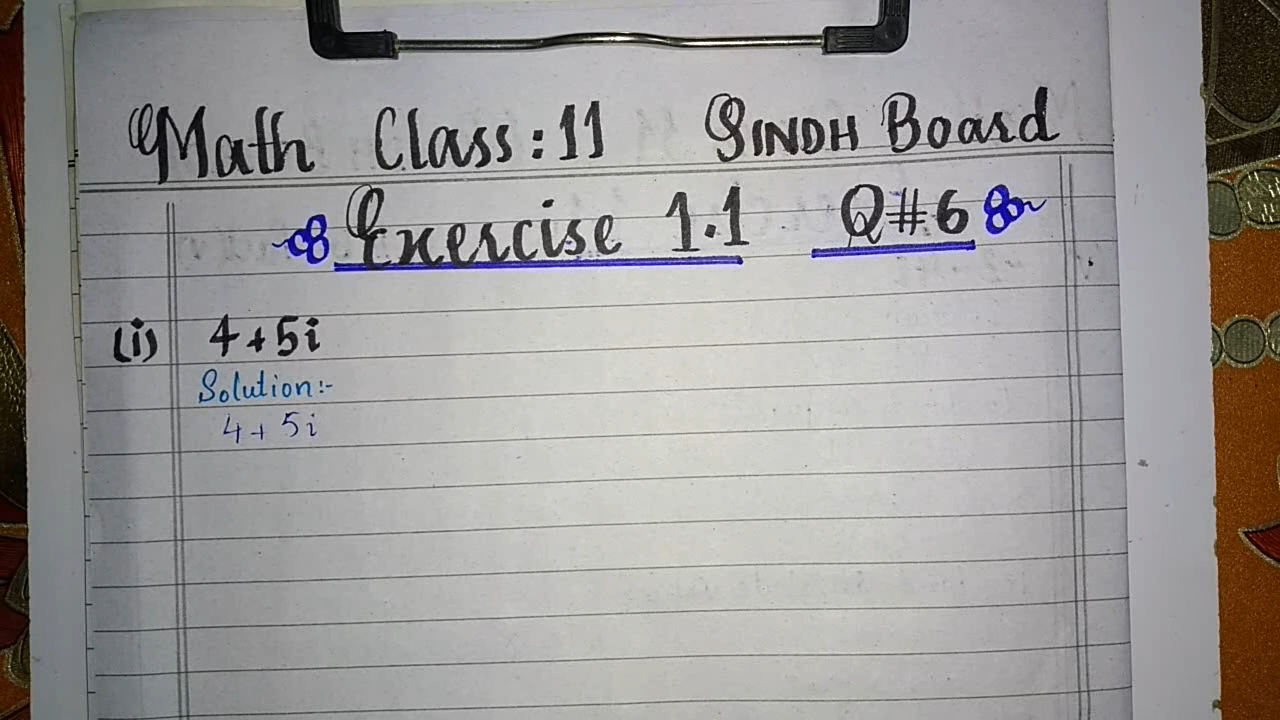 Math Class: 11 SINDH Board
Exercise 1.1 Q#6
(i) 4+5i
Solution:-
4+ 5i